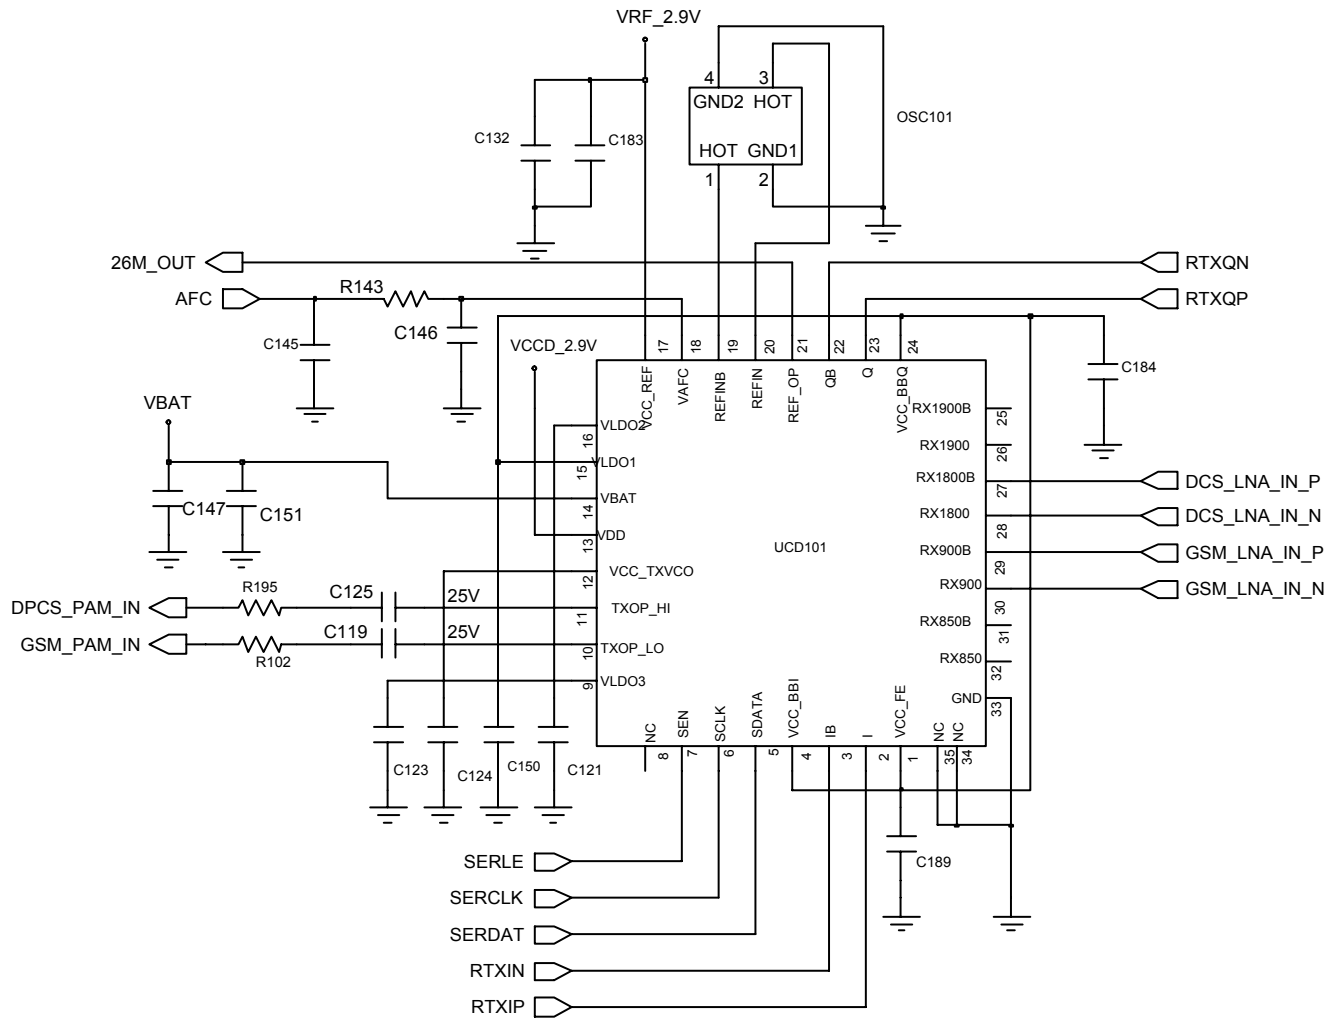 VRF_2.9V
4
3
GND2 HOT
OSC101
HOT GND1
1
2
C132
C183
26M_OUT
RTXQN
AFC
R143
RTXQP
C145
C146
VCCD_2.9V
C184
17
18
19
20
21
22
23
24
VCC_REF
VAFC
REFINB
REFIN
REF_OP
QB
Q
VCC_BBQ
VBAT
C147
C151
VLDO2
16
VLDO1
15
VBAT
14
VDD
13
VCC_TXVCO
12
TXOP_HI
11
TXOP_LO
10
VLDO3
9
UCD101
RX1900B
25
RX1900
26
RX1800B
27
DCS_LNA_IN_P
RX1800
28
DCS_LNA_IN_N
RX900B
29
GSM_LNA_IN_P
RX900
30
GSM_LNA_IN_N
RX850B
31
RX850
32
GND
33
DPCS_PAM_IN
R195
C125
25V
GSM_PAM_IN
R102
C119
25V
NC
SEN
SCLK
SDATA
VCC_BBI
IB
I
VCC_FE
NC
NC
8
7
6
5
4
3
2
1
35
34
C123
C124
C150
C121
C189
SERLE
SERCLK
SERDAT
RTXIN
RTXIP